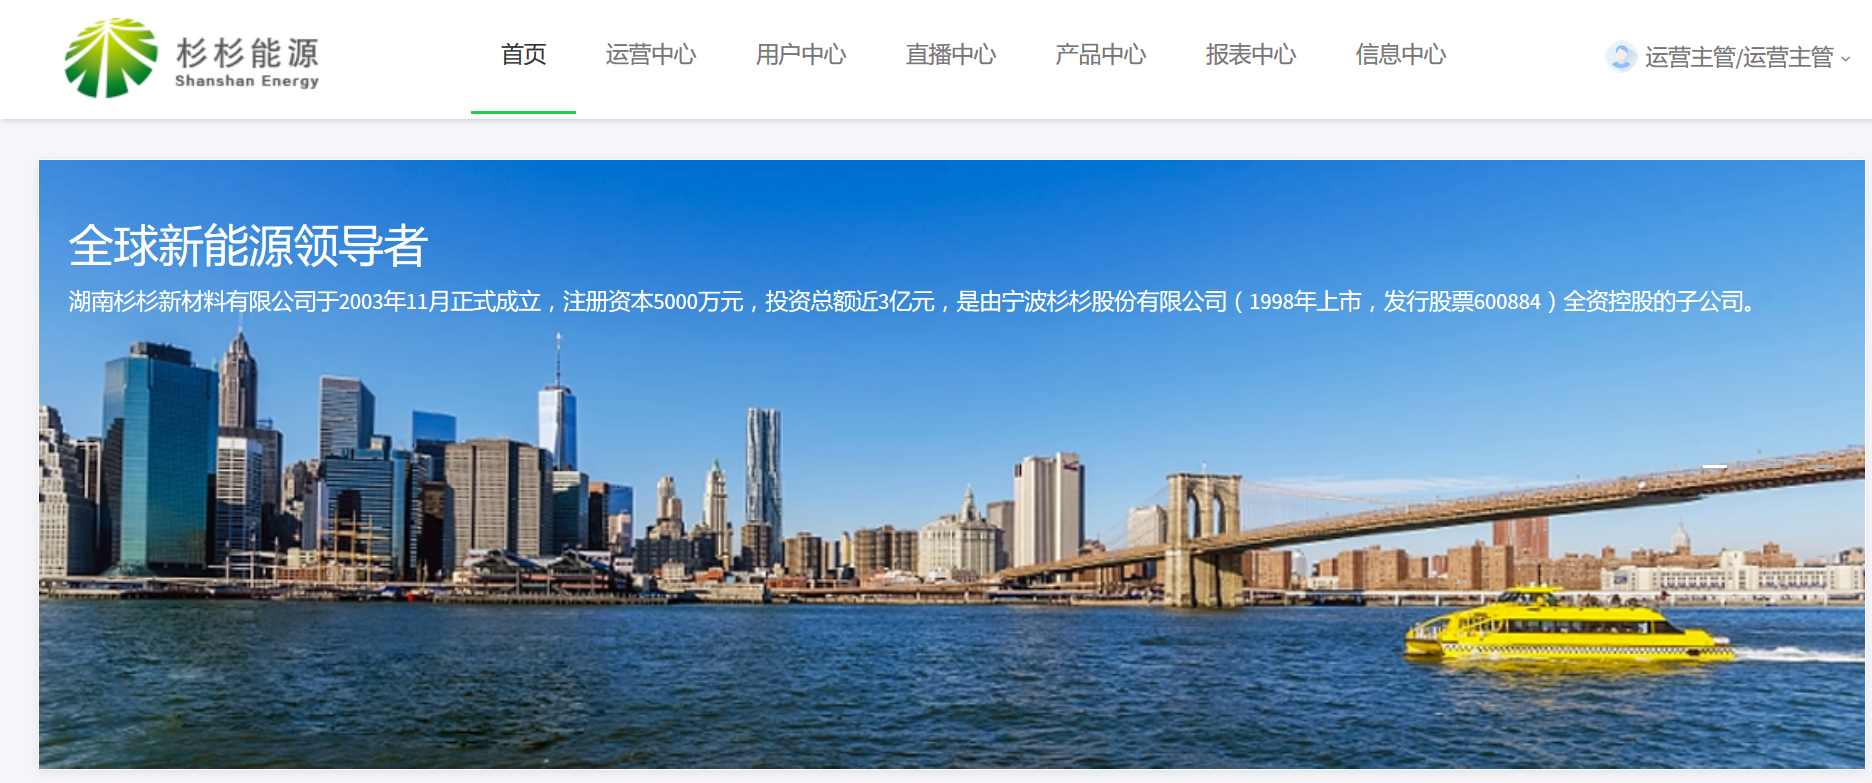 杉杉能源
Shanshan Energy
首页 运营中心 用户中心 直播中心 产品中心 报表中心 信息中心 运营主管/运营主管
全球新能源领导者
湖南杉杉新材料有限公司于2003年11月正式成立，注册资本5000万元，投资总额近3亿元，是由宁波杉杉股份有限公司（1998年上市，发行股票600884）全资控股的子公司。